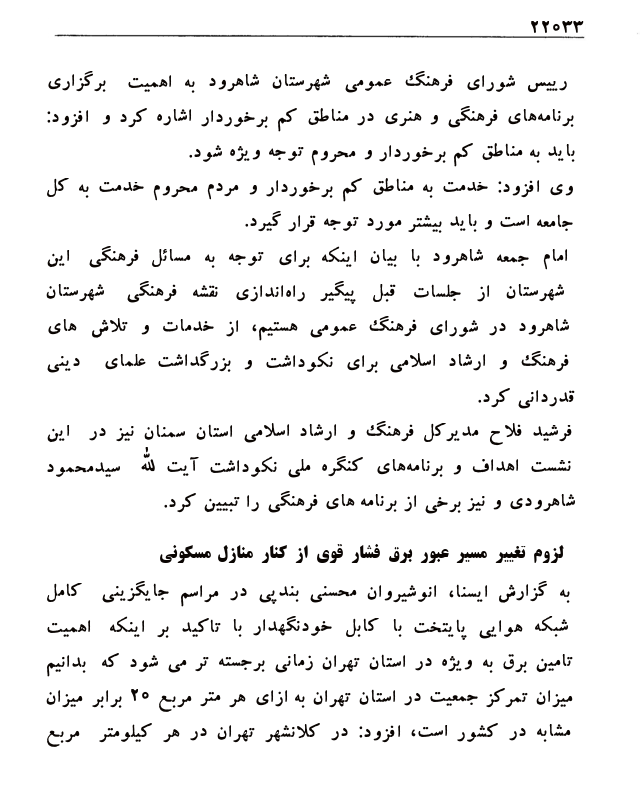 ۲۲۰۳۳
رییس شورای فرهنگ عمومی شهرستان شاهرود به اهمیت برگزاری
برنامه‌های فرهنگی و هنری در مناطق کم برخوردار اشاره کرد و افزود:
باید به مناطق کم برخوردار و محروم توجه ویژه شود.
وی افزود: خدمت به مناطق کم برخوردار و مردم محروم خدمت به کل
جامعه است و باید بیشتر مورد توجه قرار گیرد.
امام جمعه شاهرود با بیان اینکه برای توجه به مسائل فرهنگی این
شهرستان از جلسات قبل پیگیر راه‌اندازی نقشه فرهنگی شهرستان
شاهرود در شورای فرهنگ عمومی هستیم، از خدمات و تلاش های
فرهنگ و ارشاد اسلامی برای نکوداشت و بزرگداشت علمای دینی
قدردانی کرد.
فرشید فلاح مدیرکل فرهنگ و ارشاد اسلامی استان سمنان نیز در این
نشست اهداف و برنامه‌های کنگره ملی نکوداشت آیت لله سیدمحمود
شاهرودی و نیز برخی از برنامه های فرهنگی را تبیین کرد.
لزوم تغییر مسیر عبور برق فشار قوی از کنار منازل مسکونی
به گزارش ایسنا، انوشیروان محسنی بندپی در مراسم جایگزینی کامل
شبکه هوایی پایتخت با کابل خودنگهدار با تاکید بر اینکه اهمیت
تامین برق به ویژه در استان تهران زمانی برجسته تر می شود که بدانیم
میزان تمرکز جمعیت در استان تهران به ازای هر متر مربع ۲۵ برابر میزان
مشابه در کشور است، افزود: در کلانشهر تهران در هر کیلومتر مربع